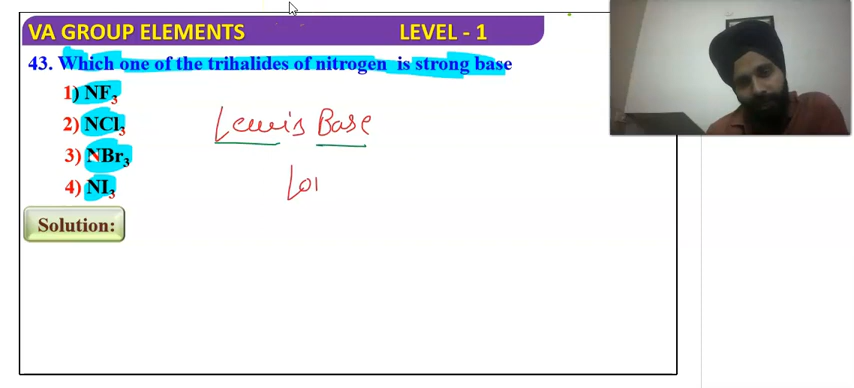 VA GROUP ELEMENTS LEVEL - 1
43. Which one of the trihalides of nitrogen is strong base
1) NF₃
2) NCl₃
3) NBr₃
4) NI₃
Lewis Base
Solution: